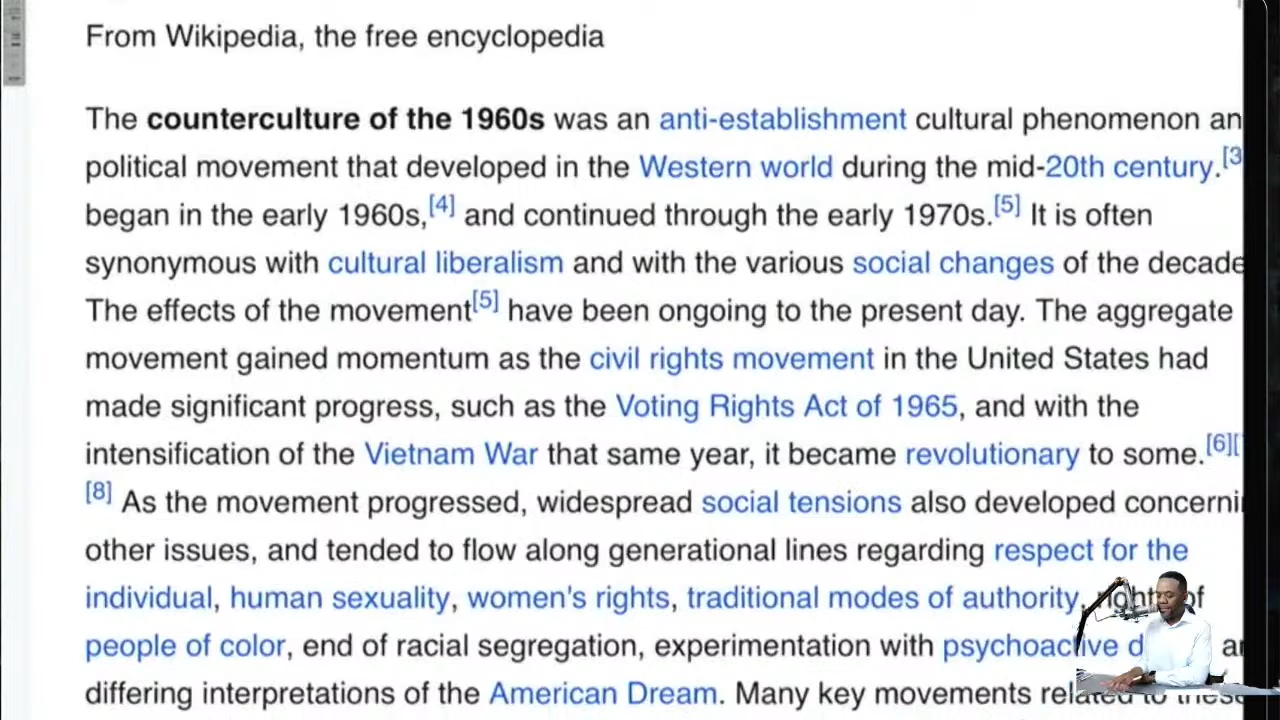 From Wikipedia, the free encyclopedia
The counterculture of the 1960s was an anti-establishment cultural phenomenon an
political movement that developed in the Western world during the mid-20th century.[3
began in the early 1960s,[4] and continued through the early 1970s.[5] It is often
synonymous with cultural liberalism and with the various social changes of the decade
The effects of the movement[5] have been ongoing to the present day. The aggregate
movement gained momentum as the civil rights movement in the United States had
made significant progress, such as the Voting Rights Act of 1965, and with the
intensification of the Vietnam War that same year, it became revolutionary to some.[6][
[8] As the movement progressed, widespread social tensions also developed concerni
other issues, and tended to flow along generational lines regarding respect for the
individual, human sexuality, women's rights, traditional modes of authority, rights of
people of color, end of racial segregation, experimentation with psychoactive d
differing interpretations of the American Dream. Many key movements related to these